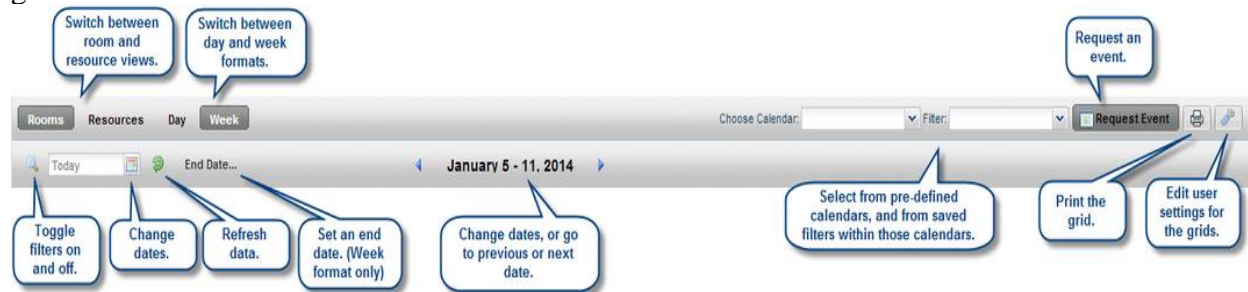 Switch between
room and
resource views.
Switch between
day and week
formats.
Request an
event.
Rooms Resources Day Week
Choose Calendar: Filter: Request Event
Today End Date... January 5 - 11, 2014
Toggle
filters on
and off.
Change
dates.
Refresh
data.
Set an end
date. (Week
format only)
Change dates, or go
to previous or next
date.
Select from pre-defined
calendars, and from saved
filters within those calendars.
Print the
grid.
Edit user
settings for
the grids.